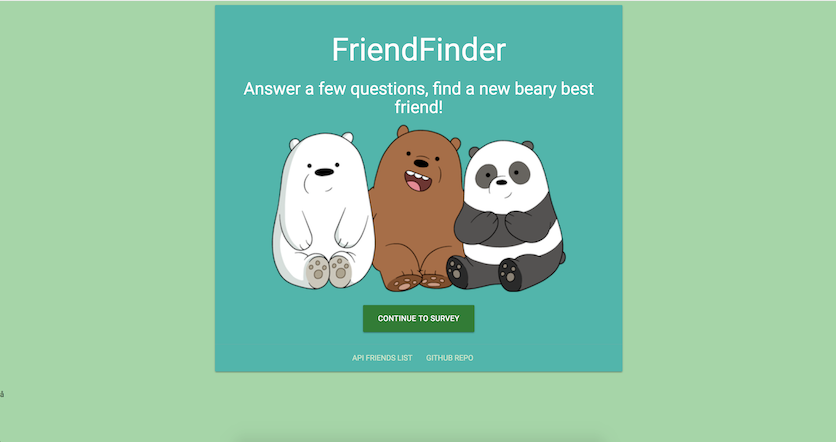 FriendFinder
Answer a few questions, find a new beary best
friend!
CONTINUE TO SURVEY
API FRIENDS LIST GITHUB REPO
â